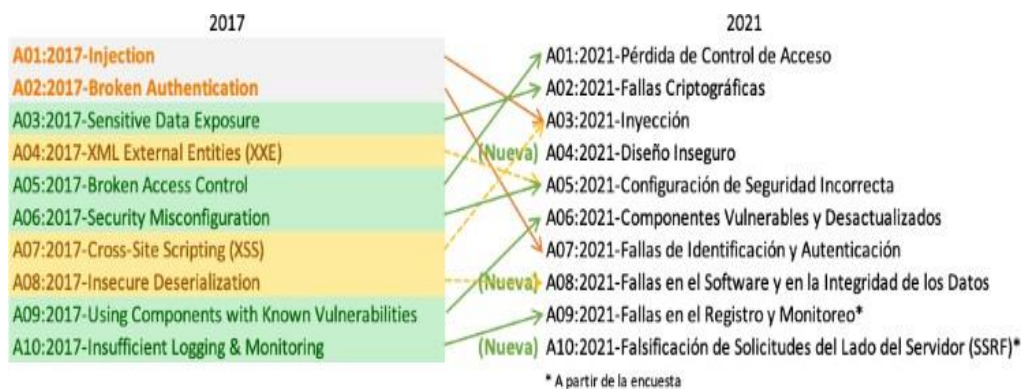 2017
A01:2017-Injection
A02:2017-Broken Authentication
A03:2017-Sensitive Data Exposure
A04:2017-XML External Entities (XXE)
A05:2017-Broken Access Control
A06:2017-Security Misconfiguration
A07:2017-Cross-Site Scripting (XSS)
A08:2017-Insecure Deserialization
A09:2017-Using Components with Known Vulnerabilities
A10:2017-Insufficient Logging & Monitoring
2021
A01:2021-Pérdida de Control de Acceso
A02:2021-Fallas Criptográficas
A03:2021-Inyección
(Nueva) A04:2021-Diseño Inseguro
A05:2021-Configuración de Seguridad Incorrecta
A06:2021-Componentes Vulnerables y Desactualizados
A07:2021-Fallas de Identificación y Autenticación
(Nueva) A08:2021-Fallas en el Software y en la Integridad de los Datos
A09:2021-Fallas en el Registro y Monitoreo*
(Nueva) A10:2021-Falsificación de Solicitudes del Lado del Servidor (SSRF)*
* A partir de la encuesta